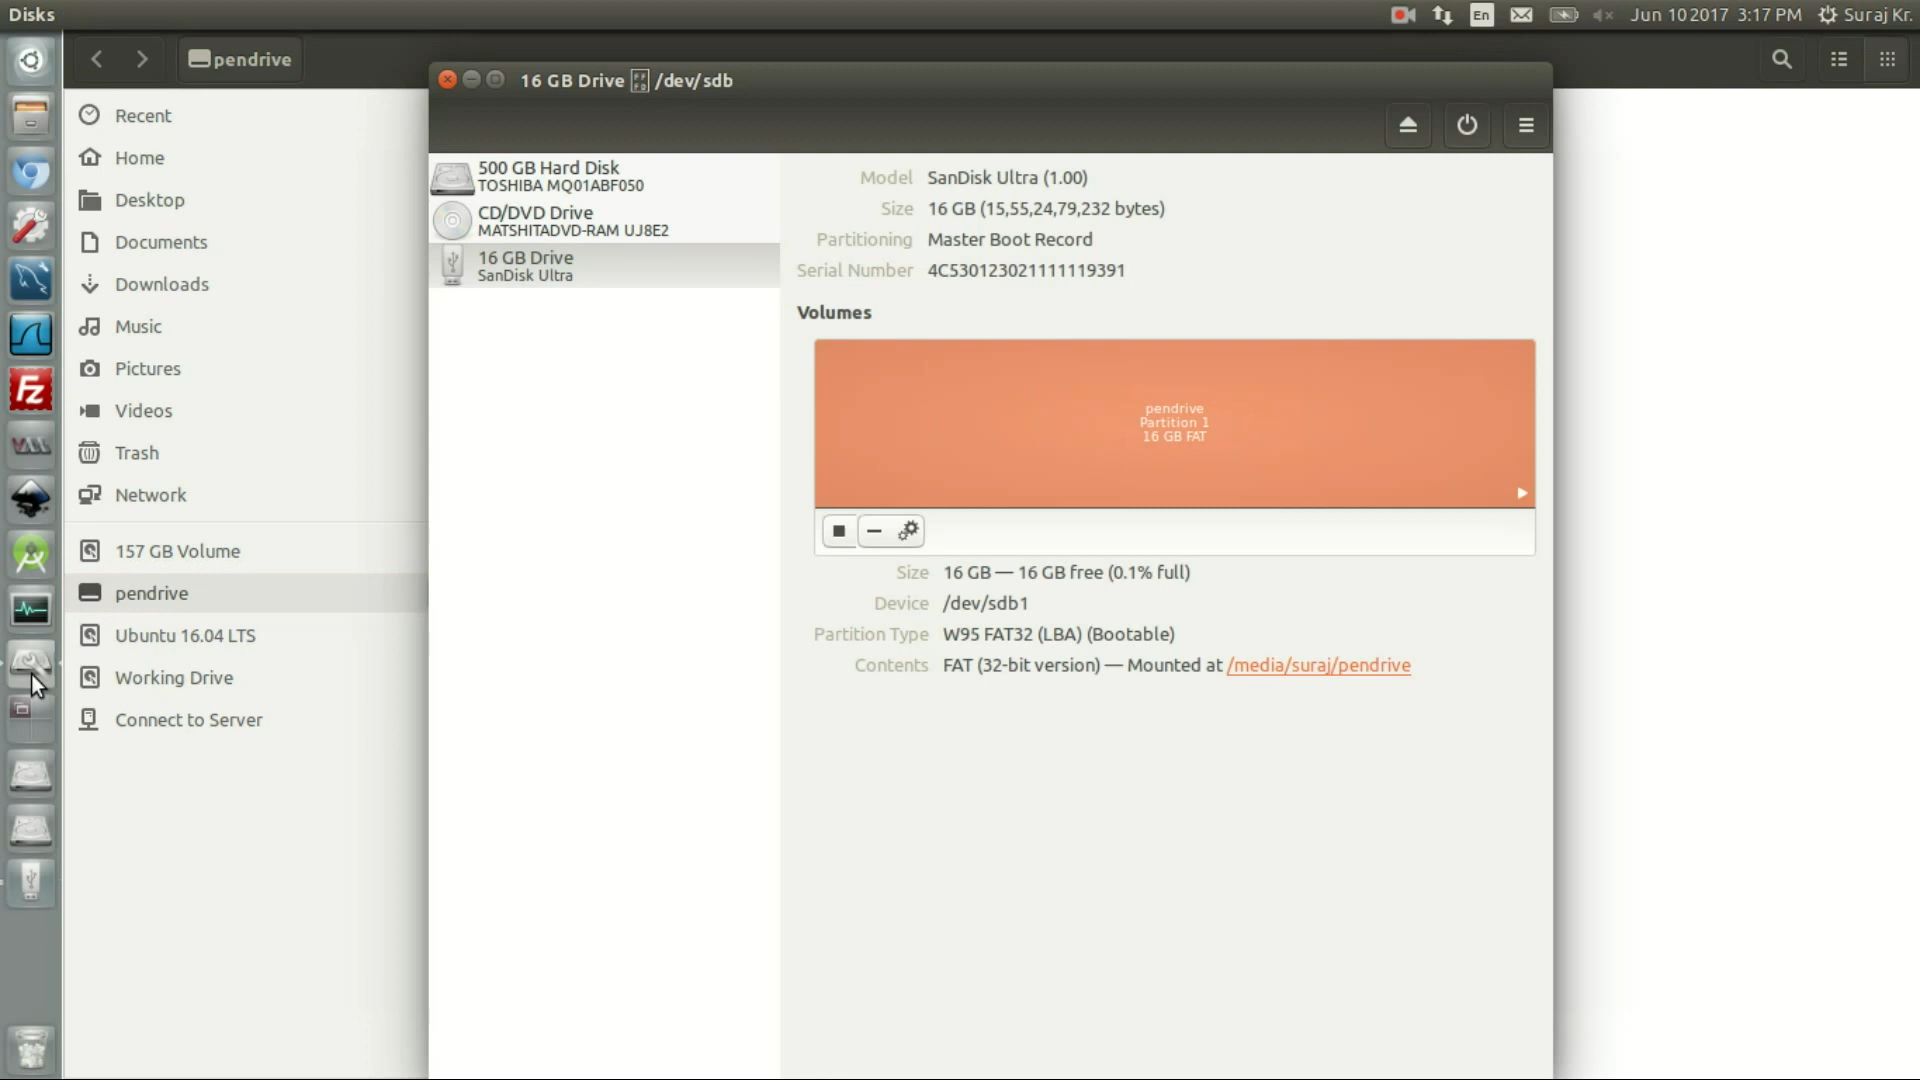 Disks
En
Jun 10 2017 3:17 PM
Suraj Kr.
pendrive
16 GB Drive /dev/sdb
Recent
Home
Desktop
Documents
Downloads
Music
Pictures
Videos
Trash
Network
157 GB Volume
pendrive
Ubuntu 16.04 LTS
Working Drive
Connect to Server
500 GB Hard Disk
TOSHIBA MQ01ABF050
CD/DVD Drive
MATSHITADVD-RAM UJ8E2
16 GB Drive
SanDisk Ultra
Model SanDisk Ultra (1.00)
Size 16 GB (15,55,24,79,232 bytes)
Partitioning Master Boot Record
Serial Number 4C530123021111119391
Volumes
pendrive
Partition 1
16 GB FAT
Size 16 GB — 16 GB free (0.1% full)
Device /dev/sdb1
Partition Type W95 FAT32 (LBA) (Bootable)
Contents FAT (32-bit version) — Mounted at /media/suraj/pendrive
Fz